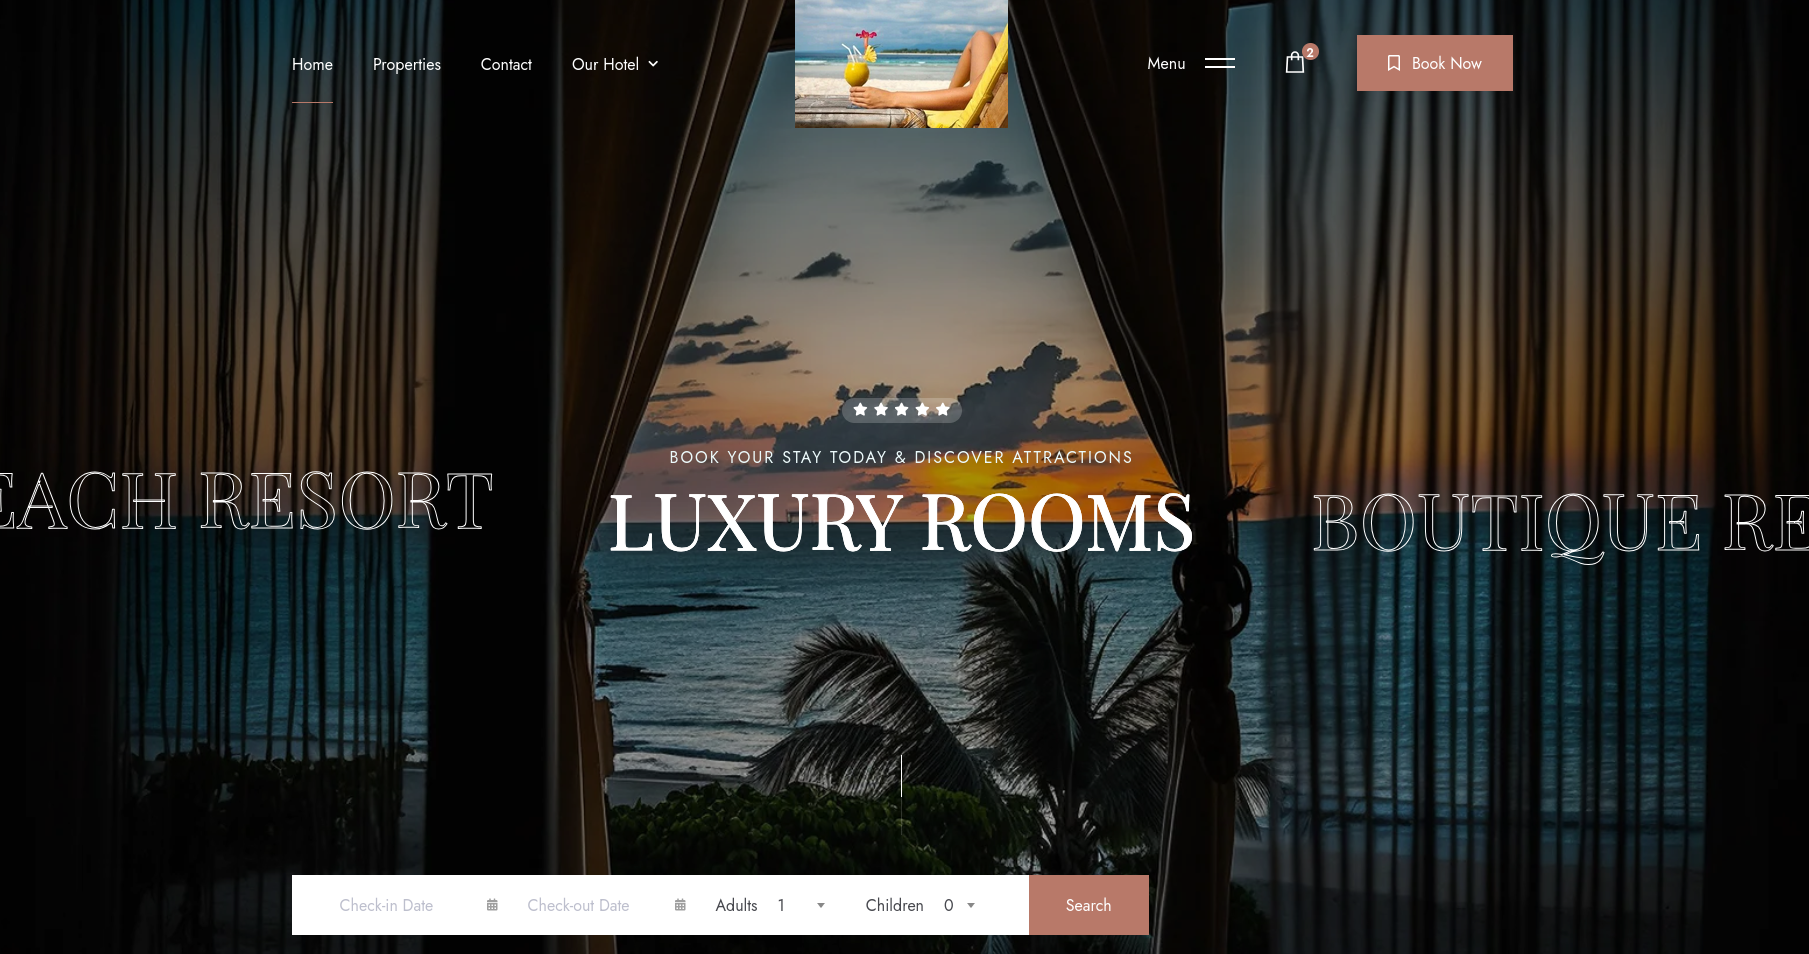 Home
Properties
Contact
Our Hotel
Menu
2
Book Now
BOOK YOUR STAY TODAY & DISCOVER ATTRACTIONS
EACH RESORT
LUXURY ROOMS
BOUTIQUE RE
Check-in Date
Check-out Date
Adults 1
Children 0
Search